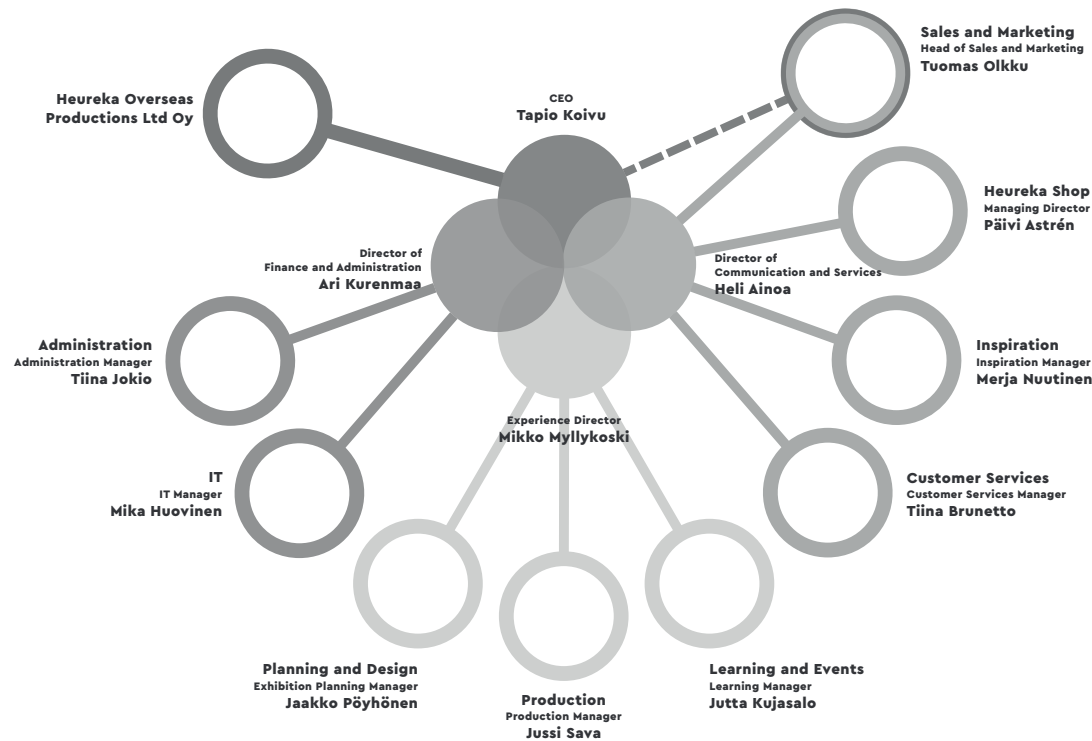 Sales and Marketing
Head of Sales and Marketing
Tuomas Olkku
Heureka Overseas
Productions Ltd Oy
CEO
Tapio Koivu
Heureka Shop
Managing Director
Päivi Astrén
Director of
Finance and Administration
Ari Kurenmaa
Director of
Communication and Services
Heli Ainoa
Administration
Administration Manager
Tiina Jokio
Inspiration
Inspiration Manager
Merja Nuutinen
Experience Director
Mikko Myllykoski
IT
IT Manager
Mika Huovinen
Customer Services
Customer Services Manager
Tiina Brunetto
Planning and Design
Exhibition Planning Manager
Jaakko Pöyhönen
Production
Production Manager
Jussi Sava
Learning and Events
Learning Manager
Jutta Kujasalo